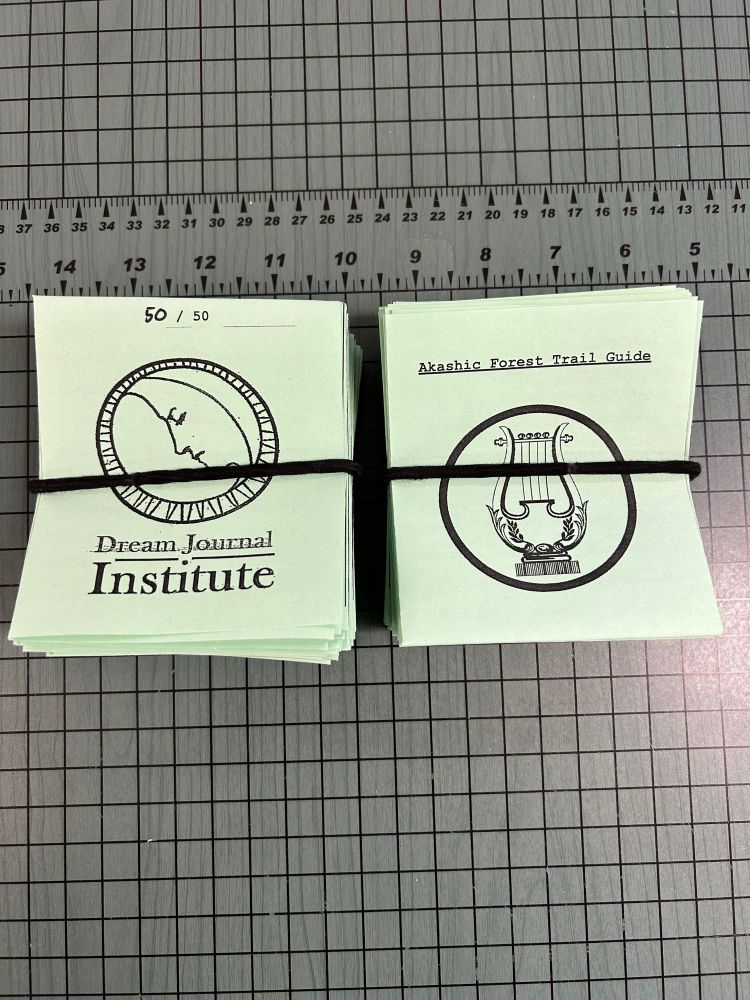 38 37 36 35 34 33 32 31 30 29 28 27 26 25 24 23 22 21 20 19 18 17 16 15 14 13 12 11
14 13 12 11 10 9 8 7 6 5
50 / 50
Dream Journal
Institute
Akashic Forest Trail Guide